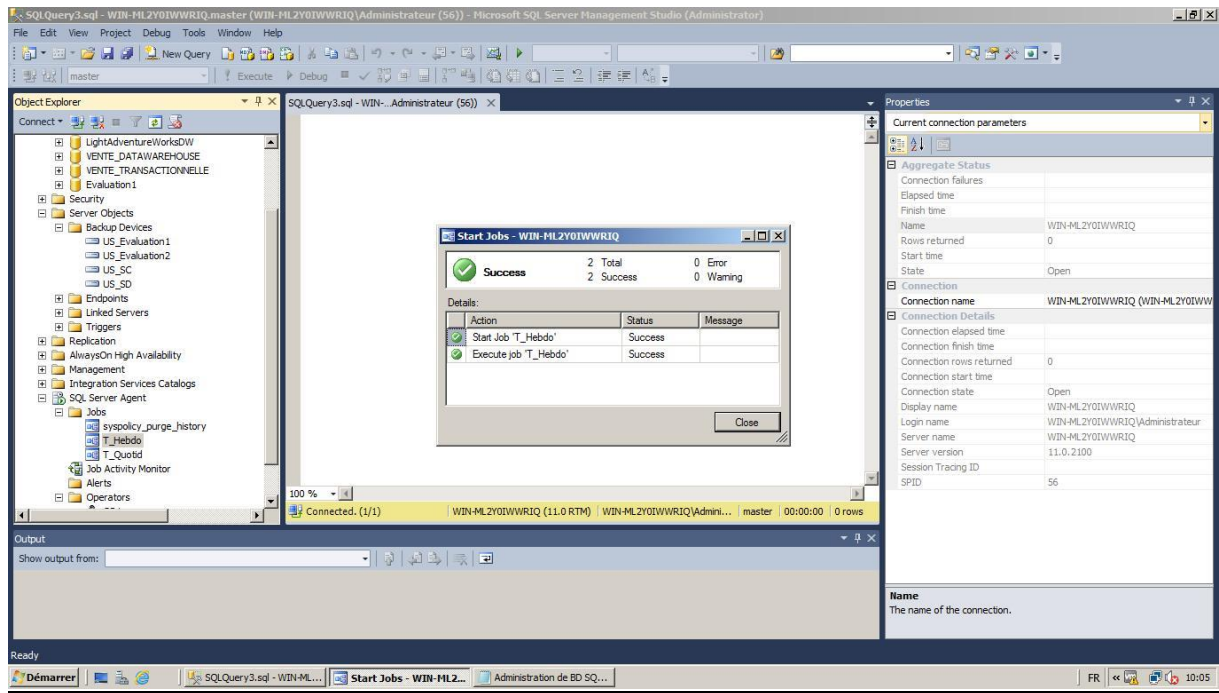 SQLQuery3.sql - WIN-ML2Y0IWWRIQ.master (WIN-ML2Y0IWWRIQ\Administrateur (56)) - Microsoft SQL Server Management Studio (Administrator)
File Edit View Project Debug Tools Window Help
New Query
master Execute Debug
Object Explorer
Connect
LightAdventureWorksDW
VENTE_DATAWAREHOUSE
VENTE_TRANSACTIONNELLE
Evaluation1
Security
Server Objects
Backup Devices
US_Evaluation1
US_Evaluation2
US_SC
US_SD
Endpoints
Linked Servers
Triggers
Replication
AlwaysOn High Availability
Management
Integration Services Catalogs
SQL Server Agent
Jobs
syspolicy_purge_history
T_Hebdo
T_Quotid
Job Activity Monitor
Alerts
Operators
SQLQuery3.sql - WIN-...Administrateur (56))
Start Jobs - WIN-ML2Y0IWWRIQ
Success
2 Total 0 Error
2 Success 0 Warning
Details:
Action Status Message
Start Job 'T_Hebdo' Success
Execute job 'T_Hebdo' Success
Close
100 %
Connected. (1/1) WIN-ML2Y0IWWRIQ (11.0 RTM) WIN-ML2Y0IWWRIQ\Admini... master 00:00:00 0 rows
Properties
Current connection parameters
Aggregate Status
Connection failures
Elapsed time
Finish time
Name WIN-ML2Y0IWWRIQ
Rows returned 0
Start time
State Open
Connection
Connection name WIN-ML2Y0IWWRIQ (WIN-ML2Y0IWW
Connection Details
Connection elapsed time
Connection finish time
Connection rows returned 0
Connection start time
Connection state Open
Display name WIN-ML2Y0IWWRIQ
Login name WIN-ML2Y0IWWRIQ\Administrateur
Server name WIN-ML2Y0IWWRIQ
Server version 11.0.2100
Session Tracing ID
SPID 56
Name
The name of the connection.
Output
Show output from:
Ready
Démarrer SQLQuery3.sql - WIN-ML... Start Jobs - WIN-ML2... Administration de BD SQ... FR 10:05